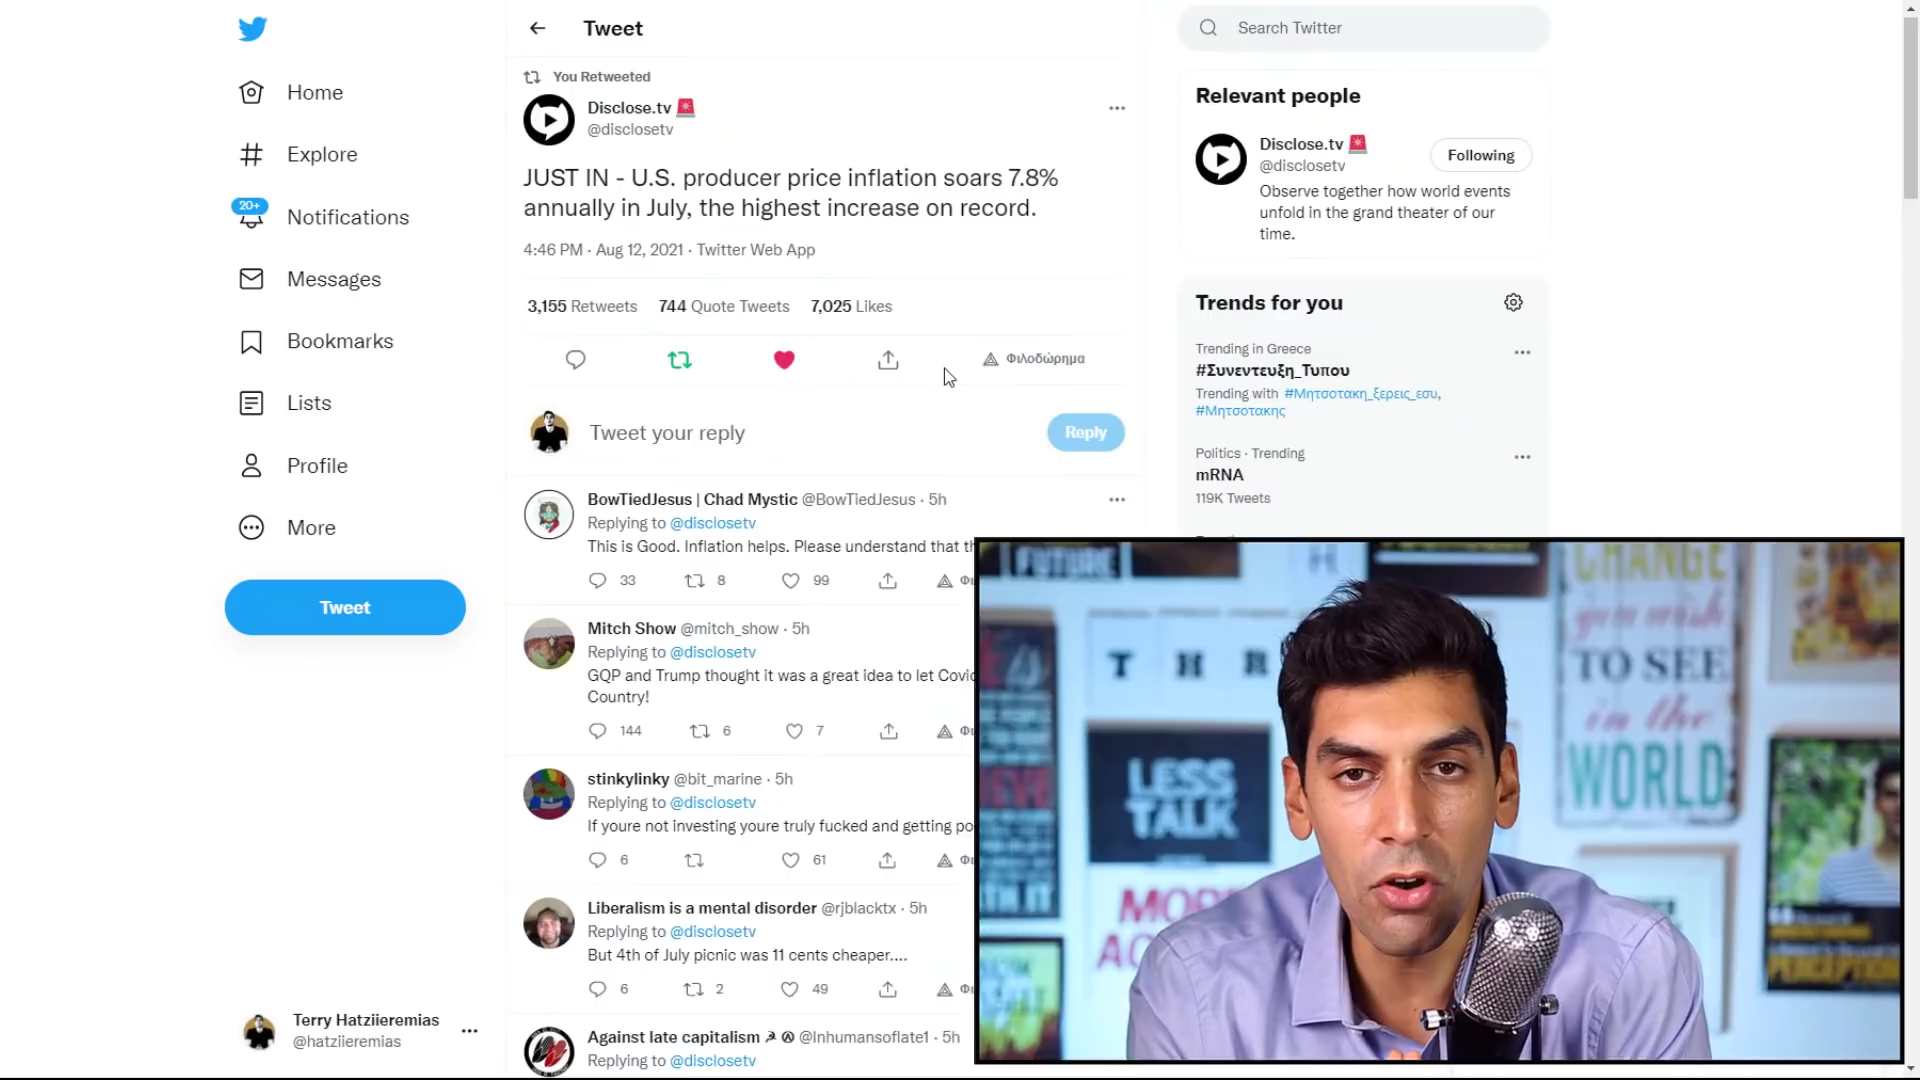 Home
Explore
20+
Notifications
Messages
Bookmarks
Lists
Profile
More
Tweet
Terry Hatziieremias
@hatziieremias
Tweet
You Retweeted
Disclose.tv
@disclosetv
JUST IN - U.S. producer price inflation soars 7.8%
annually in July, the highest increase on record.
4:46 PM · Aug 12, 2021 · Twitter Web App
3,155 Retweets 744 Quote Tweets 7,025 Likes
Φιλοδώρημα
Tweet your reply
Reply
BowTiedJesus | Chad Mystic @BowTIedJesus · 5h
Replying to @disclosetv
This is Good. Inflation helps. Please understand that
33 8 99
Mitch Show @mitch_show · 5h
Replying to @disclosetv
GQP and Trump thought it was a great idea to let
Country!
144 6 7
stinkylinky @bit_marine · 5h
Replying to @disclosetv
If youre not investing youre truly fucked and getting
6 61
Liberalism is a mental disorder @rjblacktx · 5h
Replying to @disclosetv
But 4th of July picnic was 11 cents cheaper....
6 2 49
Against late capitalism @Inhumansoflate1 · 5h
Replying to @disclosetv
Search Twitter
Relevant people
Disclose.tv
@disclosetv
Following
Observe together how world events
unfold in the grand theater of our
time.
Trends for you
Trending in Greece
#Συνεντευξη_Τυπου
Trending with #Μητσοτακη_ξερεις_εσυ,
#Μητσοτακης
Politics · Trending
mRNA
119K Tweets
FUTURE
CHANGE
you wish
TO SEE
in the
WORLD
LESS
TALK